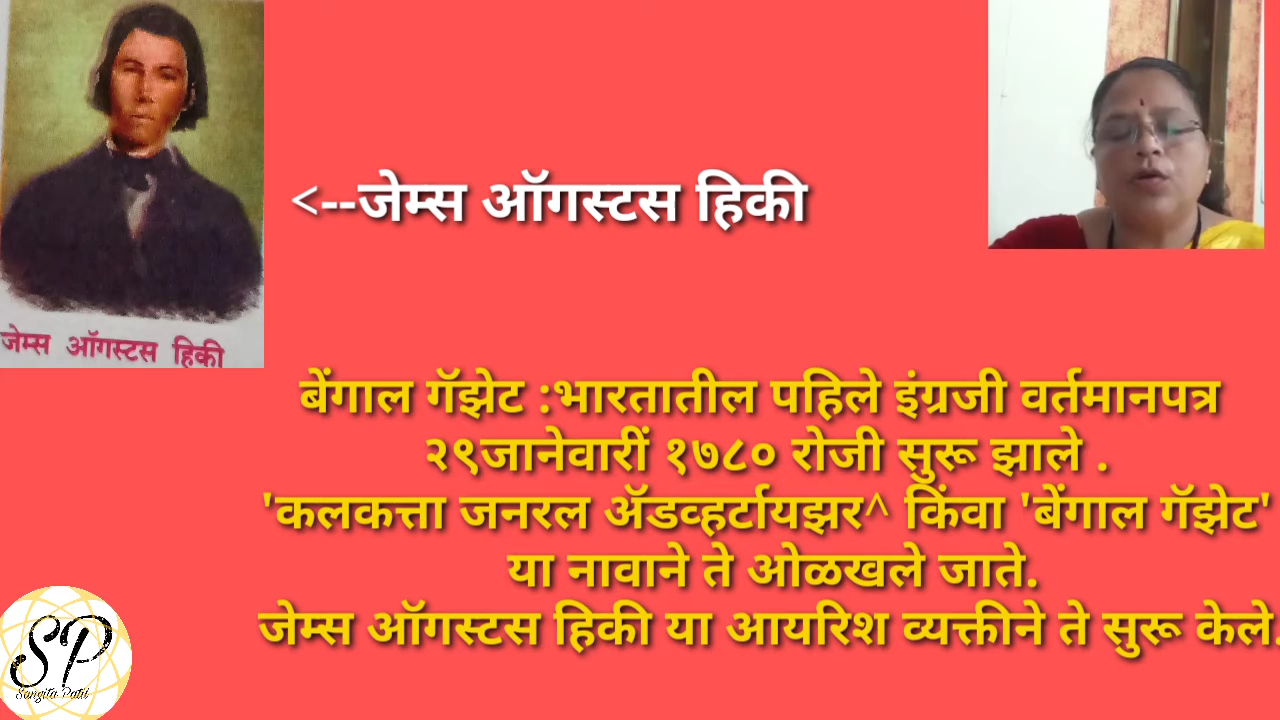 <--जेम्स ऑगस्टस हिकी
जेम्स ऑगस्टस हिकी
बेंगाल गॅझेट :भारतातील पहिले इंग्रजी वर्तमानपत्र
२९जानेवारीं १७८० रोजी सुरू झाले .
'कलकत्ता जनरल ॲडव्हर्टायझर^ किंवा 'बेंगाल गॅझेट'
या नावाने ते ओळखले जाते.
जेम्स ऑगस्टस हिकी या आयरिश व्यक्तीने ते सुरू केले.
SP
Sangita Patil